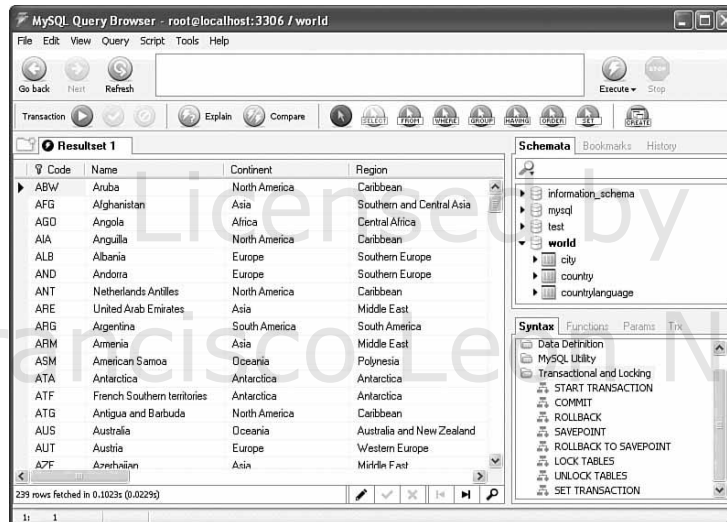 MySQL Query Browser - root@localhost:3306 / world
File Edit View Query Script Tools Help
Go back Next Refresh Execute Stop
STOP
Transaction Explain Compare SELECT FROM WHERE GROUP HAVING ORDER SET CREATE
Resultset 1
Code Name Continent Region
ABW Aruba North America Caribbean
AFG Afghanistan Asia Southern and Central Asia
AGO Angola Africa Central Africa
AIA Anguilla North America Caribbean
ALB Albania Europe Southern Europe
AND Andorra Europe Southern Europe
ANT Netherlands Antilles North America Caribbean
ARE United Arab Emirates Asia Middle East
ARG Argentina South America South America
ARM Armenia Asia Middle East
ASM American Samoa Oceania Polynesia
ATA Antarctica Antarctica Antarctica
ATF French Southern territories Antarctica Antarctica
ATG Antigua and Barbuda North America Caribbean
AUS Australia Oceania Australia and New Zealand
AUT Austria Europe Western Europe
AZE Azerbaijan Asia Middle East
239 rows fetched in 0.1023s (0.0229s)
1: 1
Schemata Bookmarks History
information_schema
mysql
test
world
city
country
countrylanguage
Syntax Functions Params Trx
Data Definition
MySQL Utility
Transactional and Locking
START TRANSACTION
COMMIT
ROLLBACK
SAVEPOINT
ROLLBACK TO SAVEPOINT
LOCK TABLES
UNLOCK TABLES
SET TRANSACTION
Licensed by
rancisco Leon N